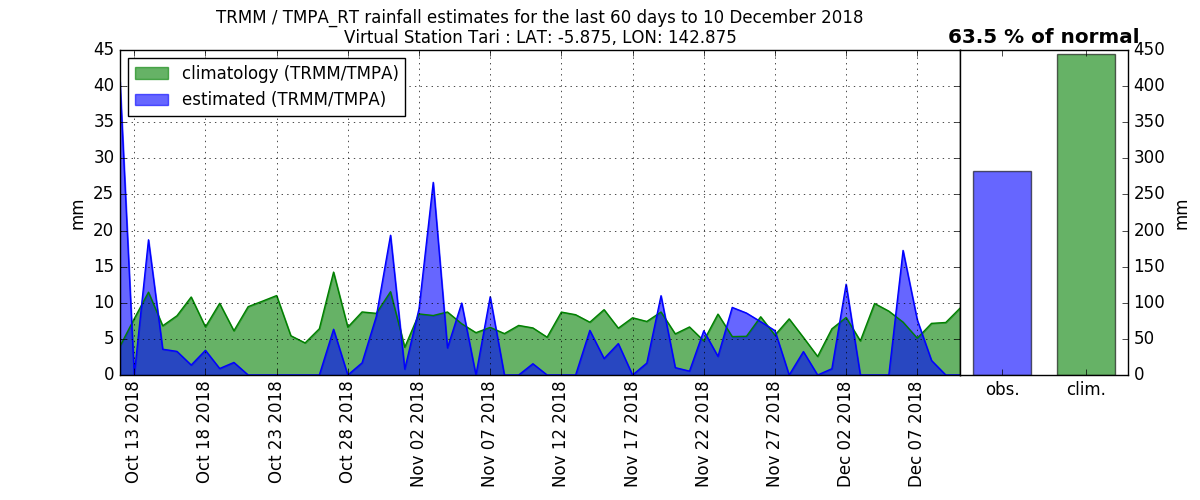 TRMM / TMPA_RT rainfall estimates for the last 60 days to 10 December 2018
Virtual Station Tari : LAT: -5.875, LON: 142.875
63.5 % of normal
climatology (TRMM/TMPA)
estimated (TRMM/TMPA)
mm
45
40
35
30
25
20
15
10
5
0
Oct 13 2018
Oct 18 2018
Oct 23 2018
Oct 28 2018
Nov 02 2018
Nov 07 2018
Nov 12 2018
Nov 17 2018
Nov 22 2018
Nov 27 2018
Dec 02 2018
Dec 07 2018
450
400
350
300
250
200
150
100
50
0
mm
obs.
clim.